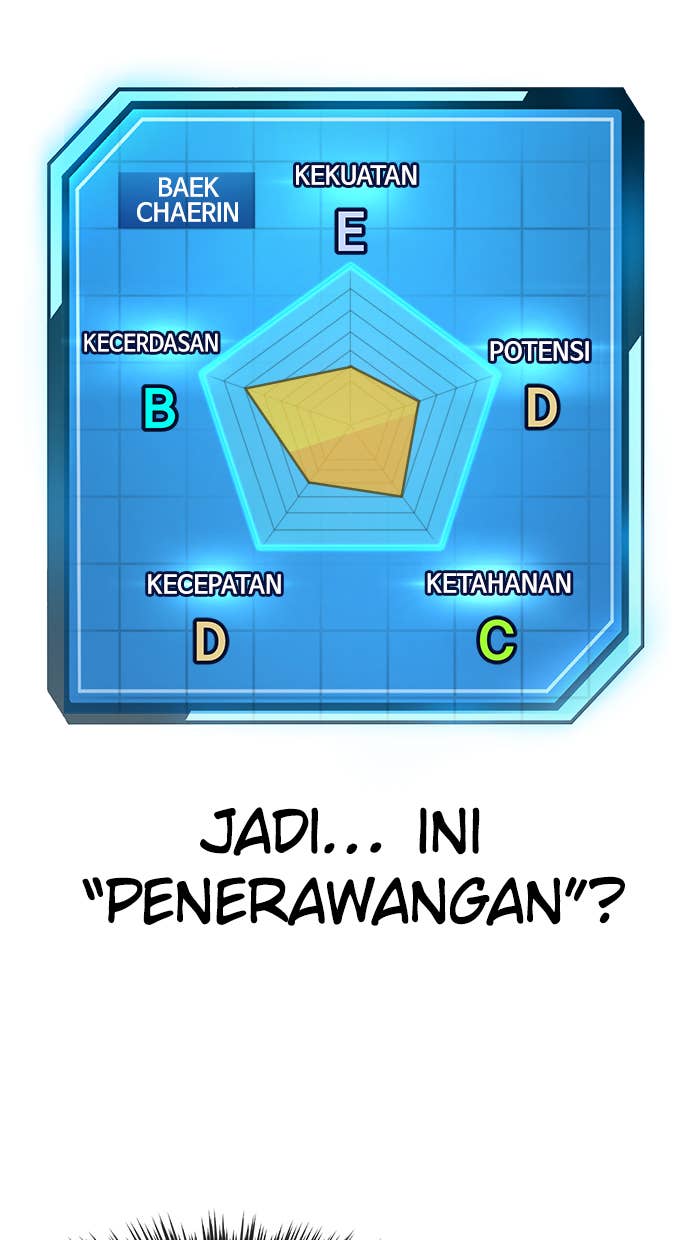 BAEK
CHAERIN
KEKUATAN
E
KECERDASAN
B
POTENSI
D
KECEPATAN
D
KETAHANAN
C
JADI... INI
“PENERAWANGAN”?